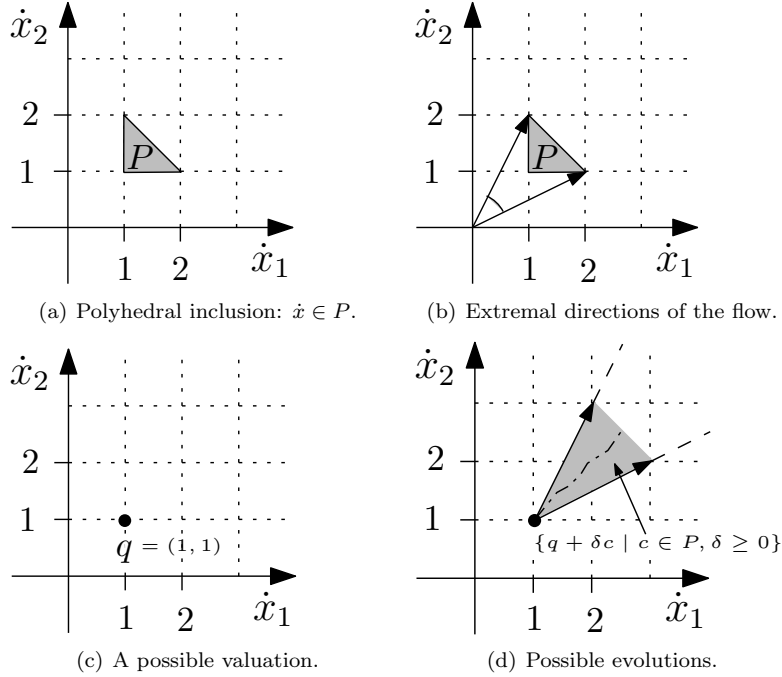 ẋ₂
2
P
1
1
2
ẋ₁
(a) Polyhedral inclusion: ẋ ∈ P.
ẋ₂
2
P
1
1
2
ẋ₁
(b) Extremal directions of the flow.
ẋ₂
2
1
q = (1, 1)
1
2
ẋ₁
(c) A possible valuation.
ẋ₂
2
1
{q + δc | c ∈ P, δ ≥ 0}
1
2
ẋ₁
(d) Possible evolutions.